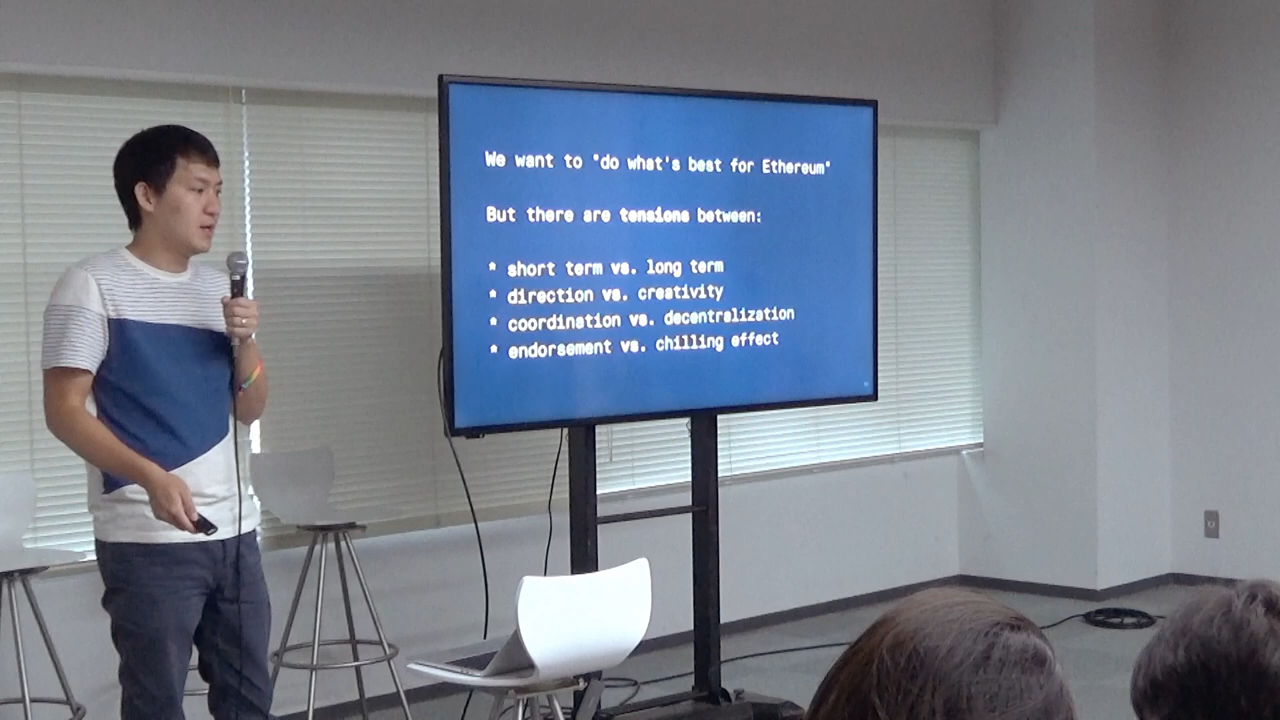 We want to "do what's best for Ethereum"
But there are tensions between:
* short term vs. long term
* direction vs. creativity
* coordination vs. decentralization
* endorsement vs. chilling effect